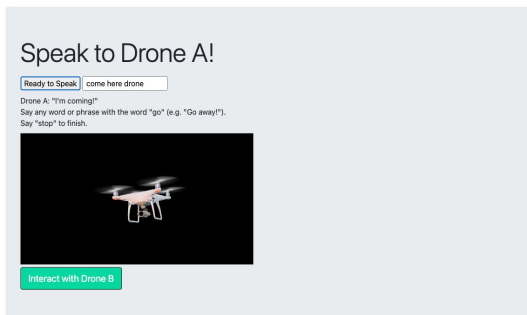 Speak to Drone A!
Ready to Speak come here drone
Drone A: "I'm coming!"
Say any word or phrase with the word "go" (e.g. "Go away!").
Say "stop" to finish.
Interact with Drone B